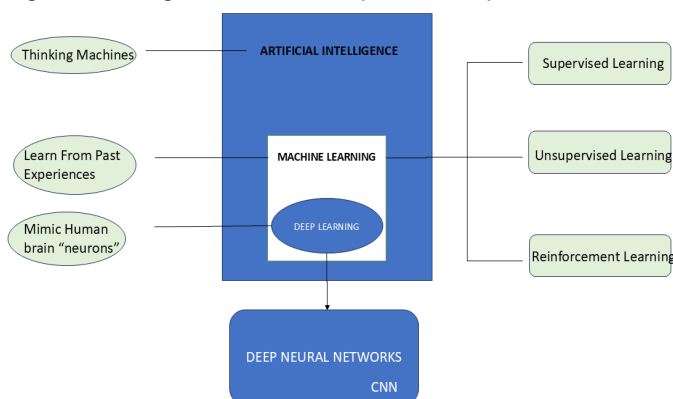 Thinking Machines
ARTIFICIAL INTELLIGENCE
Supervised Learning
Learn From Past
Experiences
MACHINE LEARNING
Unsupervised Learning
Mimic Human
brain “neurons”
DEEP LEARNING
Reinforcement Learning
DEEP NEURAL NETWORKS
CNN